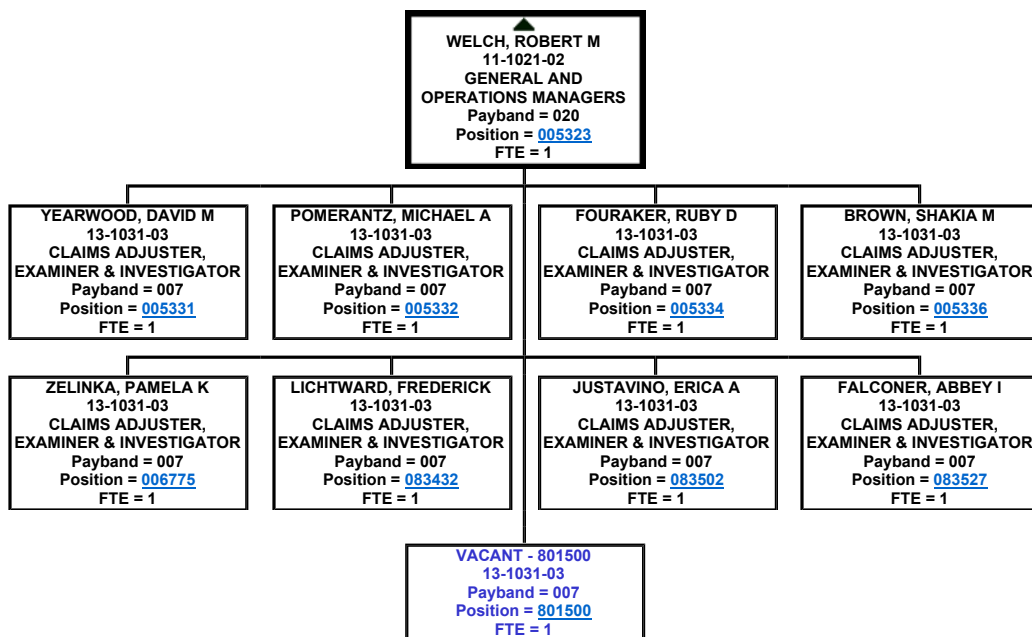 WELCH, ROBERT M
11-1021-02
GENERAL AND
OPERATIONS MANAGERS
Payband = 020
Position = 005323
FTE = 1
YEARWOOD, DAVID M
13-1031-03
CLAIMS ADJUSTER,
EXAMINER & INVESTIGATOR
Payband = 007
Position = 005331
FTE = 1
POMERANTZ, MICHAEL A
13-1031-03
CLAIMS ADJUSTER,
EXAMINER & INVESTIGATOR
Payband = 007
Position = 005332
FTE = 1
FOURAKER, RUBY D
13-1031-03
CLAIMS ADJUSTER,
EXAMINER & INVESTIGATOR
Payband = 007
Position = 005334
FTE = 1
BROWN, SHAKIA M
13-1031-03
CLAIMS ADJUSTER,
EXAMINER & INVESTIGATOR
Payband = 007
Position = 005336
FTE = 1
ZELINKA, PAMELA K
13-1031-03
CLAIMS ADJUSTER,
EXAMINER & INVESTIGATOR
Payband = 007
Position = 006775
FTE = 1
LICHTWARD, FREDERICK
13-1031-03
CLAIMS ADJUSTER,
EXAMINER & INVESTIGATOR
Payband = 007
Position = 083432
FTE = 1
JUSTAVINO, ERICA A
13-1031-03
CLAIMS ADJUSTER,
EXAMINER & INVESTIGATOR
Payband = 007
Position = 083502
FTE = 1
FALCONER, ABBEY I
13-1031-03
CLAIMS ADJUSTER,
EXAMINER & INVESTIGATOR
Payband = 007
Position = 083527
FTE = 1
VACANT - 801500
13-1031-03
Payband = 007
Position = 801500
FTE = 1